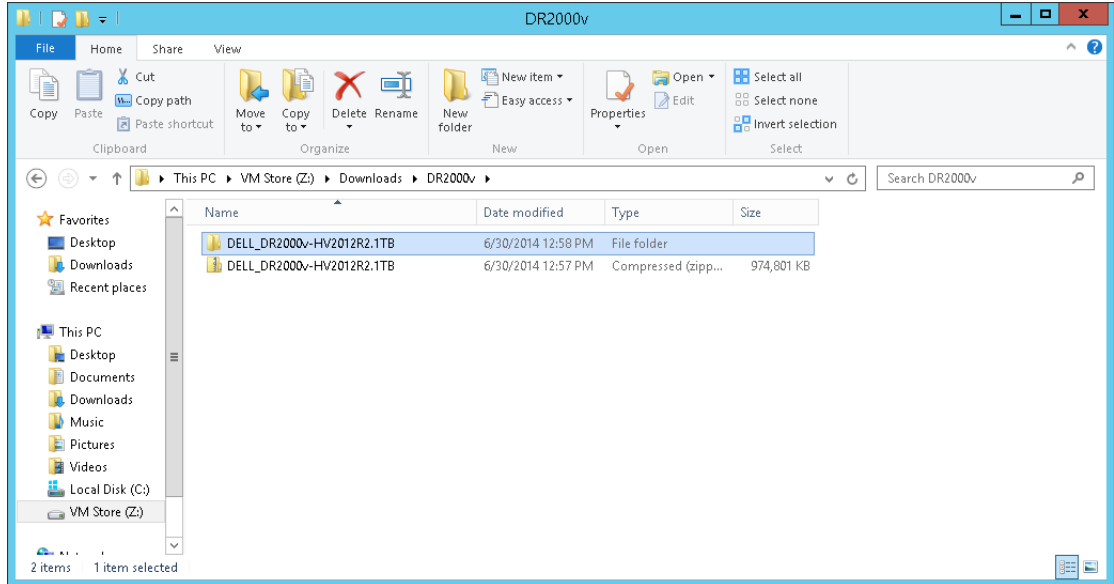 DR2000v
File Home Share View
Copy
Paste
Cut
Copy path
Paste shortcut
Clipboard
Move to
Copy to
Delete
Rename
Organize
New folder
New item
Easy access
New
Properties
Open
Edit
Open
Select all
Select none
Invert selection
Select
This PC VM Store (Z:) Downloads DR2000v
Search DR2000v
Favorites
Desktop
Downloads
Recent places
This PC
Desktop
Documents
Downloads
Music
Pictures
Videos
Local Disk (C:)
VM Store (Z:)
Name Date modified Type Size
DELL_DR2000v-HV2012R2.1TB 6/30/2014 12:58 PM File folder
DELL_DR2000v-HV2012R2.1TB 6/30/2014 12:57 PM Compressed (zipp... 974,801 KB
2 items 1 item selected